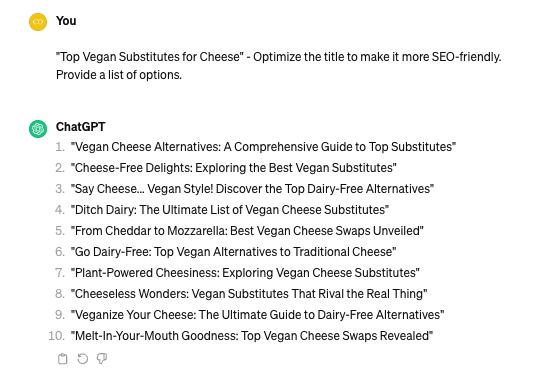 CO
You
"Top Vegan Substitutes for Cheese" - Optimize the title to make it more SEO-friendly.
Provide a list of options.
ChatGPT
1. "Vegan Cheese Alternatives: A Comprehensive Guide to Top Substitutes"
2. "Cheese-Free Delights: Exploring the Best Vegan Substitutes"
3. "Say Cheese... Vegan Style! Discover the Top Dairy-Free Alternatives"
4. "Ditch Dairy: The Ultimate List of Vegan Cheese Substitutes"
5. "From Cheddar to Mozzarella: Best Vegan Cheese Swaps Unveiled"
6. "Go Dairy-Free: Top Vegan Alternatives to Traditional Cheese"
7. "Plant-Powered Cheesiness: Exploring Vegan Cheese Substitutes"
8. "Cheeseless Wonders: Vegan Substitutes That Rival the Real Thing"
9. "Veganize Your Cheese: The Ultimate Guide to Dairy-Free Alternatives"
10. "Melt-In-Your-Mouth Goodness: Top Vegan Cheese Swaps Revealed"